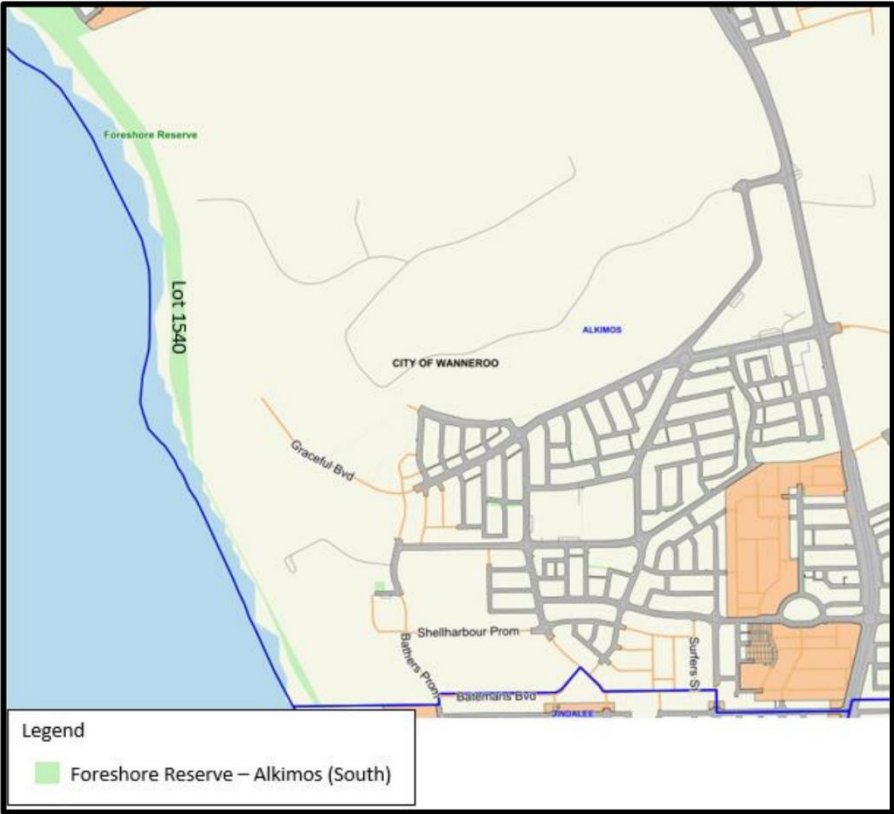 Foreshore Reserve
Lot 1540
ALKIMOS
CITY OF WANNEROO
Graceful Bvd
Shellharbour Prom
Bathers Prom
Surfers St
Batemans Bvd
JINDALEE
Legend
Foreshore Reserve – Alkimos (South)